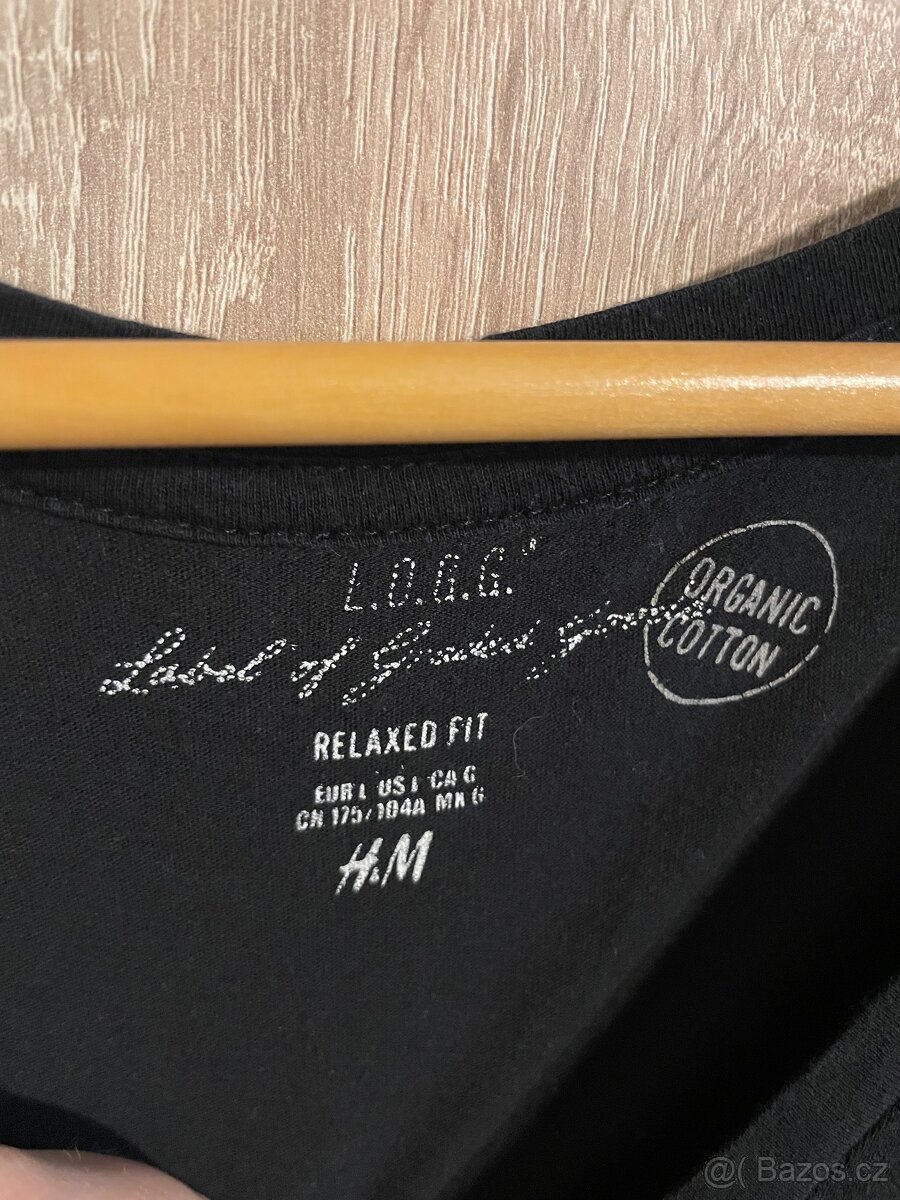 L.O.G.G.®
Label of Graded Goods
ORGANIC
COTTON
RELAXED FIT
EUR L US L CA G
CN 175/104A MX G
H&M
@( Bazos.cz